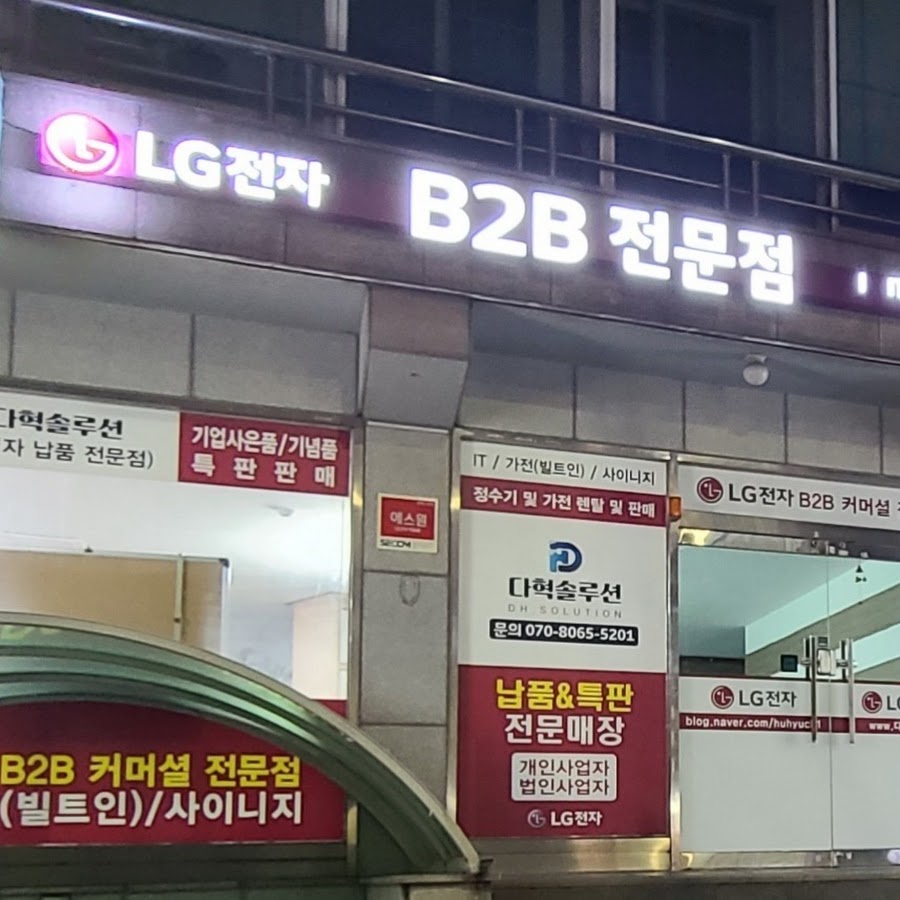 LG전자 B2B 전문점
다혁솔루션
자 납품 전문점)
기업사은품/기념품
특판판매
에스원
SECOM
B2B 커머셜 전문점
(빌트인)/사이니지
IT / 가전(빌트인) / 사이니지
정수기 및 가전 렌탈 및 판매
다혁솔루션
DH SOLUTION
문의 070-8065-5201
납품&특판
전문매장
개인사업자
법인사업자
LG전자
LG전자 B2B 커머셜
LG전자
blog.naver.com/huhyuc
www.